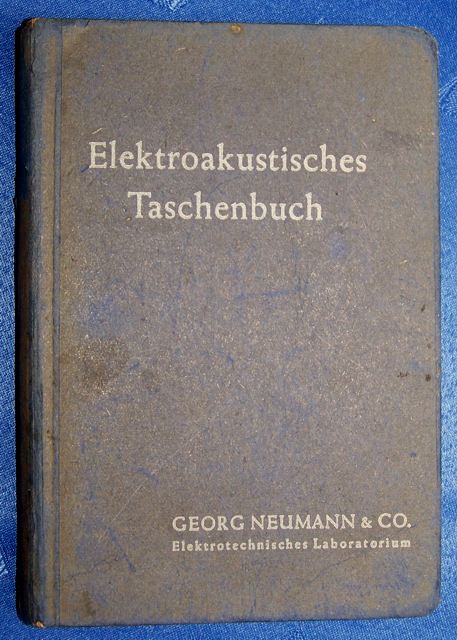 Elektroakustisches
Taschenbuch
GEORG NEUMANN & CO.
Elektrotechnisches Laboratorium